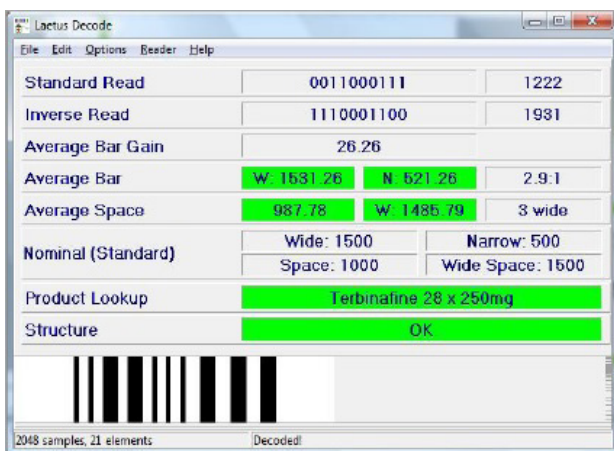 Laetus Decode
File Edit Options Reader Help
Standard Read 0011000111 1222
Inverse Read 1110001100 1931
Average Bar Gain 26.26
Average Bar W: 1531.26 N: 521.26 2.9:1
Average Space 987.78 W: 1485.79 3 wide
Nominal (Standard) Wide: 1500 Narrow: 500
Space: 1000 Wide Space: 1500
Product Lookup Terbinafine 28 x 250mg
Structure OK
2048 samples, 21 elements Decoded!